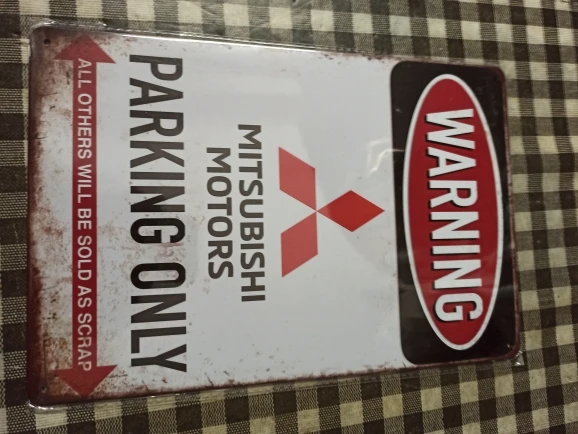 WARNING
MITSUBISHI
MOTORS
PARKING ONLY
ALL OTHERS WILL BE SOLD AS SCRAP